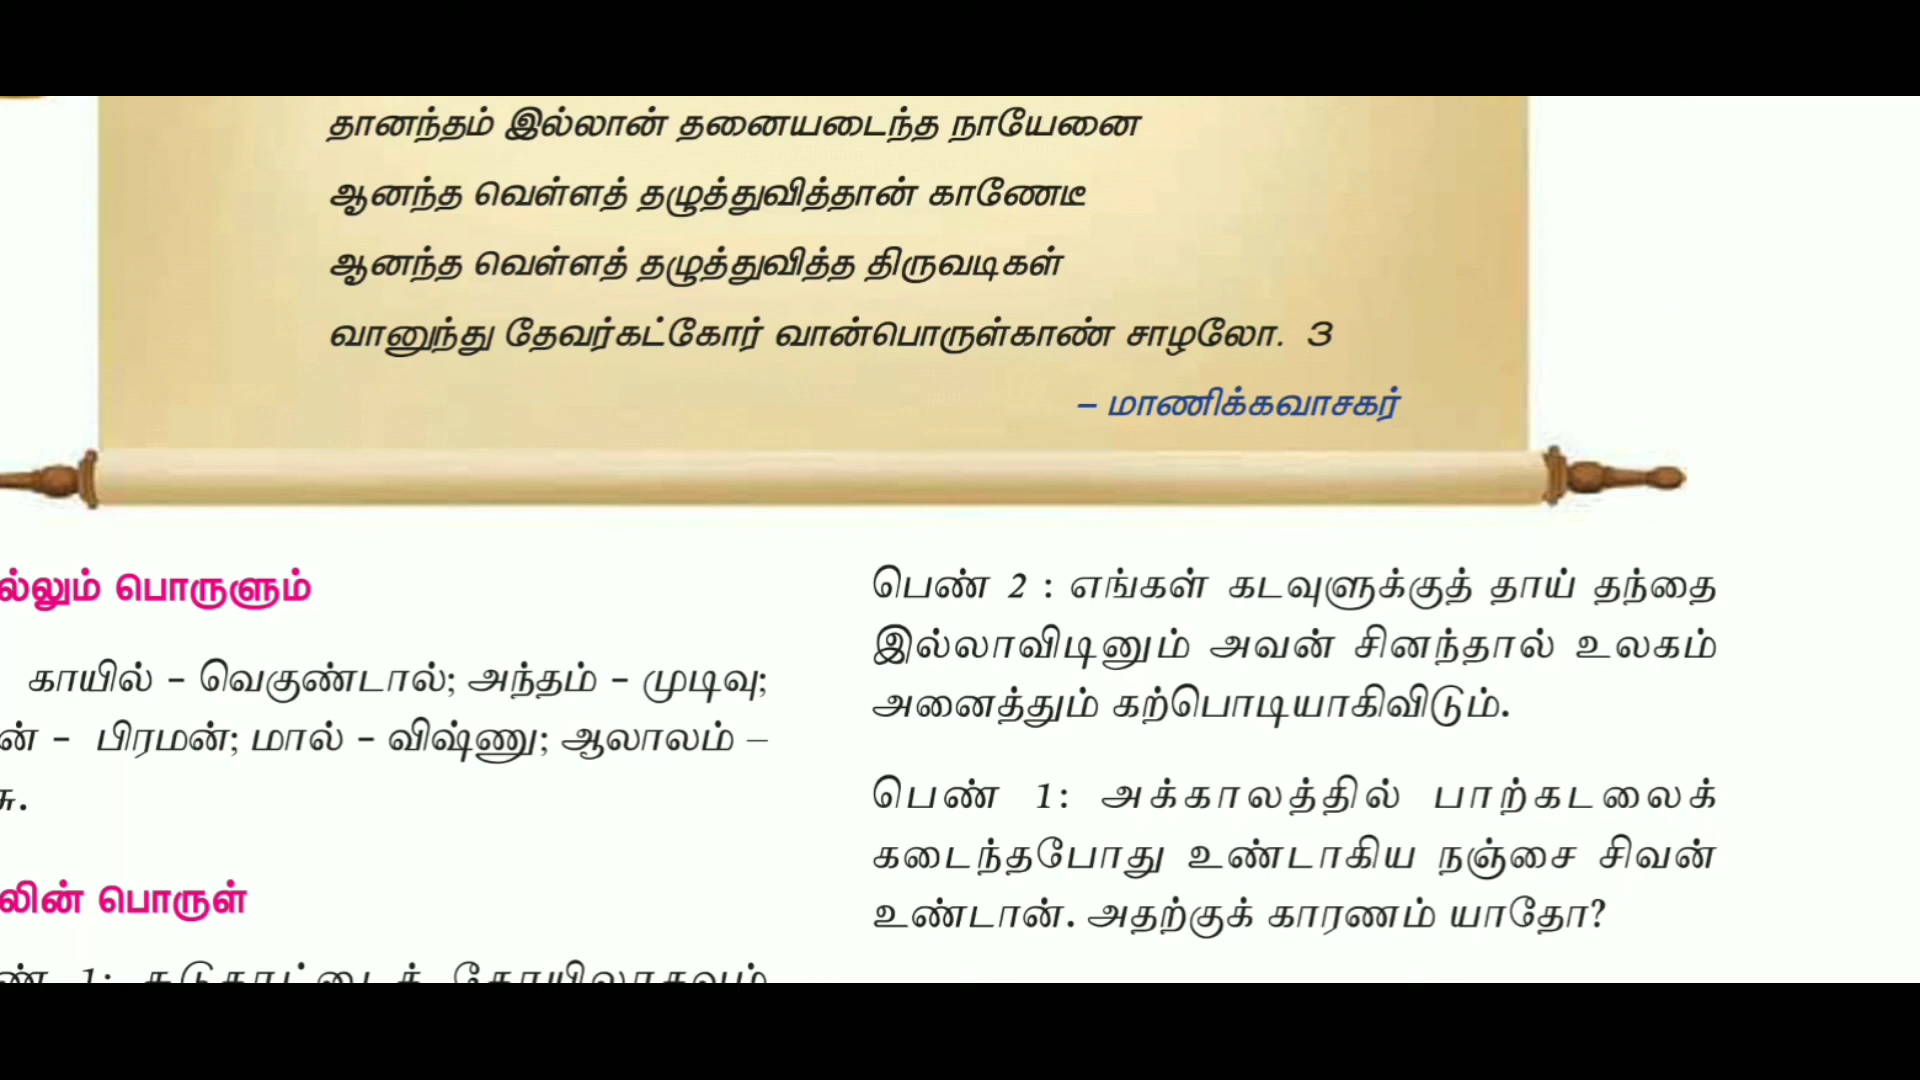 தானந்தம் இல்லான் தனையடைந்த நாயேனை
ஆனந்த வெள்ளத் தழுத்துவித்தான் காணேடீ
ஆனந்த வெள்ளத் தழுத்துவித்த திருவடிகள்
வானுந்து தேவர்கட்கோர் வான்பொருள்காண் சாழலோ. 3
– மாணிக்கவாசகர்
ல்லும் பொருளும்
காயில் – வெகுண்டால்; அந்தம் – முடிவு;
ன் – பிரமன்; மால் – விஷ்ணு; ஆலாலம் –
சு.
லின் பொருள்
ண் 1: சுடுகாட்டைக் கோயிலாகவும்
பெண் 2 : எங்கள் கடவுளுக்குத் தாய் தந்தை
இல்லாவிடினும் அவன் சினந்தால் உலகம்
அனைத்தும் கற்பொடியாகிவிடும்.
பெண் 1: அக்காலத்தில் பாற்கடலைக்
கடைந்தபோது உண்டாகிய நஞ்சை சிவன்
உண்டான். அதற்குக் காரணம் யாதோ?